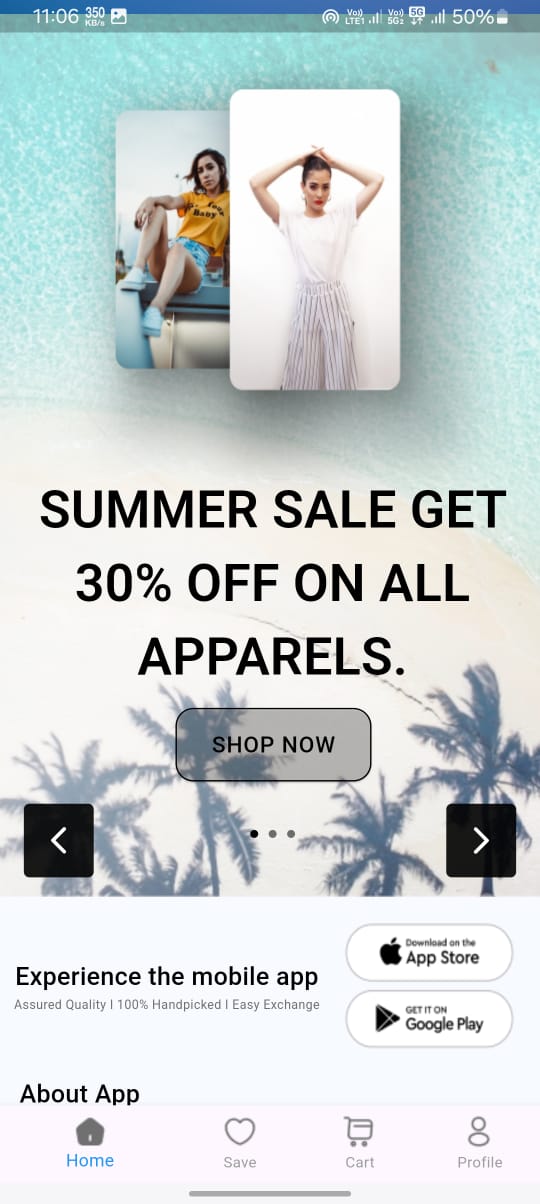 11:06 350 KB/s Vo)) LTE1 Vo)) 5G2 5G 50%
Baby
SUMMER SALE GET
30% OFF ON ALL
APPARELS.
SHOP NOW
Experience the mobile app
Assured Quality I 100% Handpicked I Easy Exchange
Download on the
App Store
GET IT ON
Google Play
About App
Home Save Cart Profile